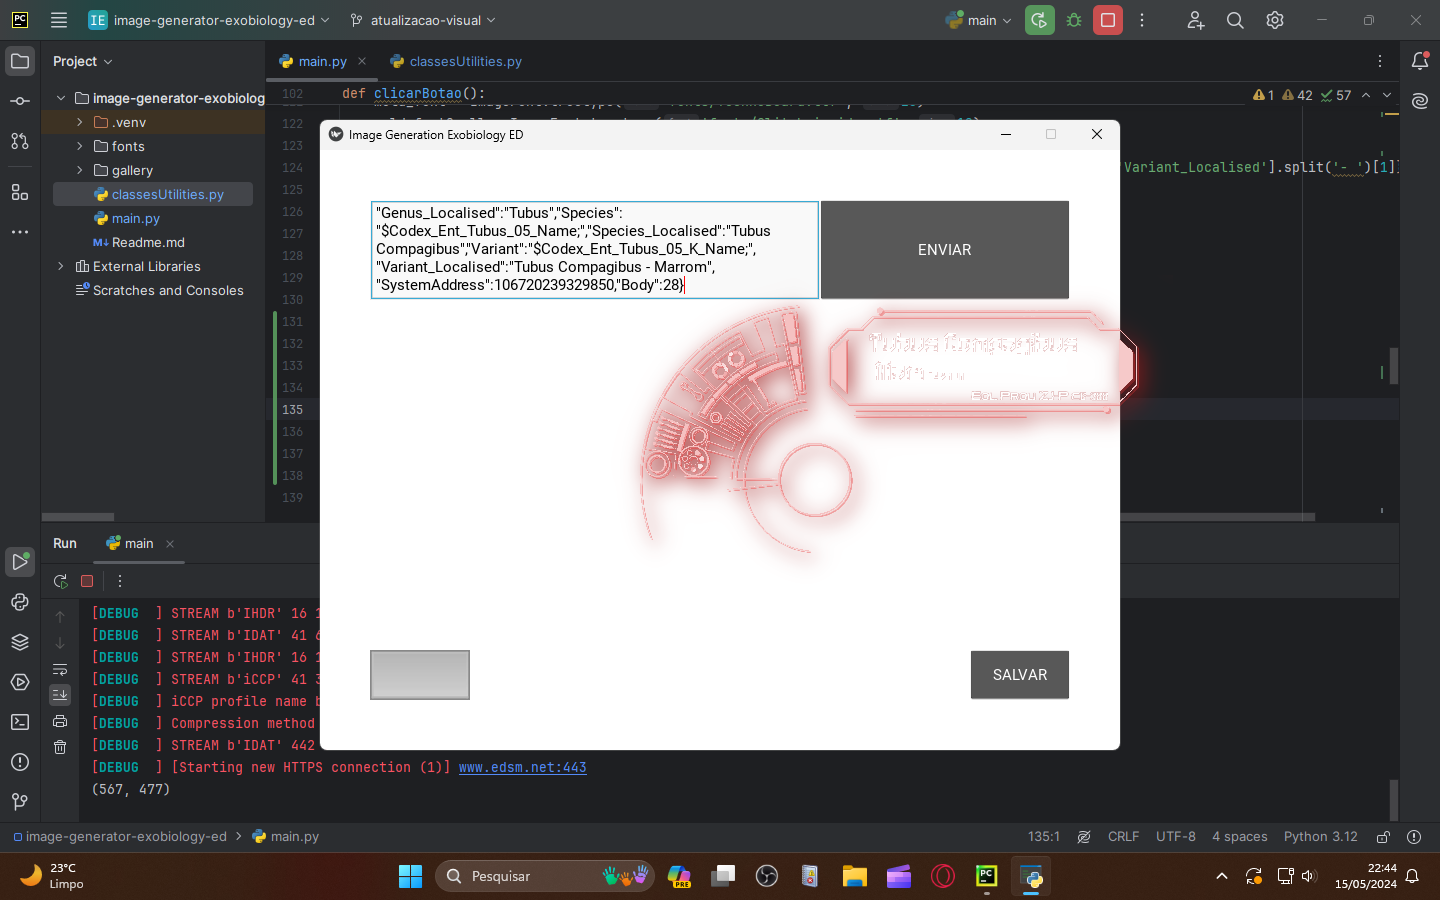 image-generator-exobiology-ed
atualizacao-visual
main
Project
main.py
classesUtilities.py
image-generator-exobiolog
.venv
fonts
gallery
classesUtilities.py
main.py
Readme.md
External Libraries
Scratches and Consoles
102 def clicarBotao():
1 42 57
122
123
124
125
126
127
128
129
130
131
132
133
134
135
136
137
138
139
'Variant_Localised'].split('- ')[1]]
Image Generation Exobiology ED
"Genus_Localised":"Tubus","Species":
"$Codex_Ent_Tubus_05_Name;","Species_Localised":"Tubus
Compagibus","Variant":"$Codex_Ent_Tubus_05_K_Name;",
"Variant_Localised":"Tubus Compagibus - Marrom",
"SystemAddress":106720239329850,"Body":28}
ENVIAR
Tubus Compagibus
SALVAR
Run
main
[DEBUG ] STREAM b'IHDR' 16
[DEBUG ] STREAM b'IDAT' 41
[DEBUG ] STREAM b'IHDR' 16
[DEBUG ] STREAM b'iCCP' 41
[DEBUG ] iCCP profile name
[DEBUG ] Compression method
[DEBUG ] STREAM b'IDAT' 442
[DEBUG ] [Starting new HTTPS connection (1)] www.edsm.net:443
(567, 477)
image-generator-exobiology-ed
main.py
135:1
CRLF
UTF-8
4 spaces
Python 3.12
23°C
Limpo
Pesquisar
PRE
22:44
15/05/2024